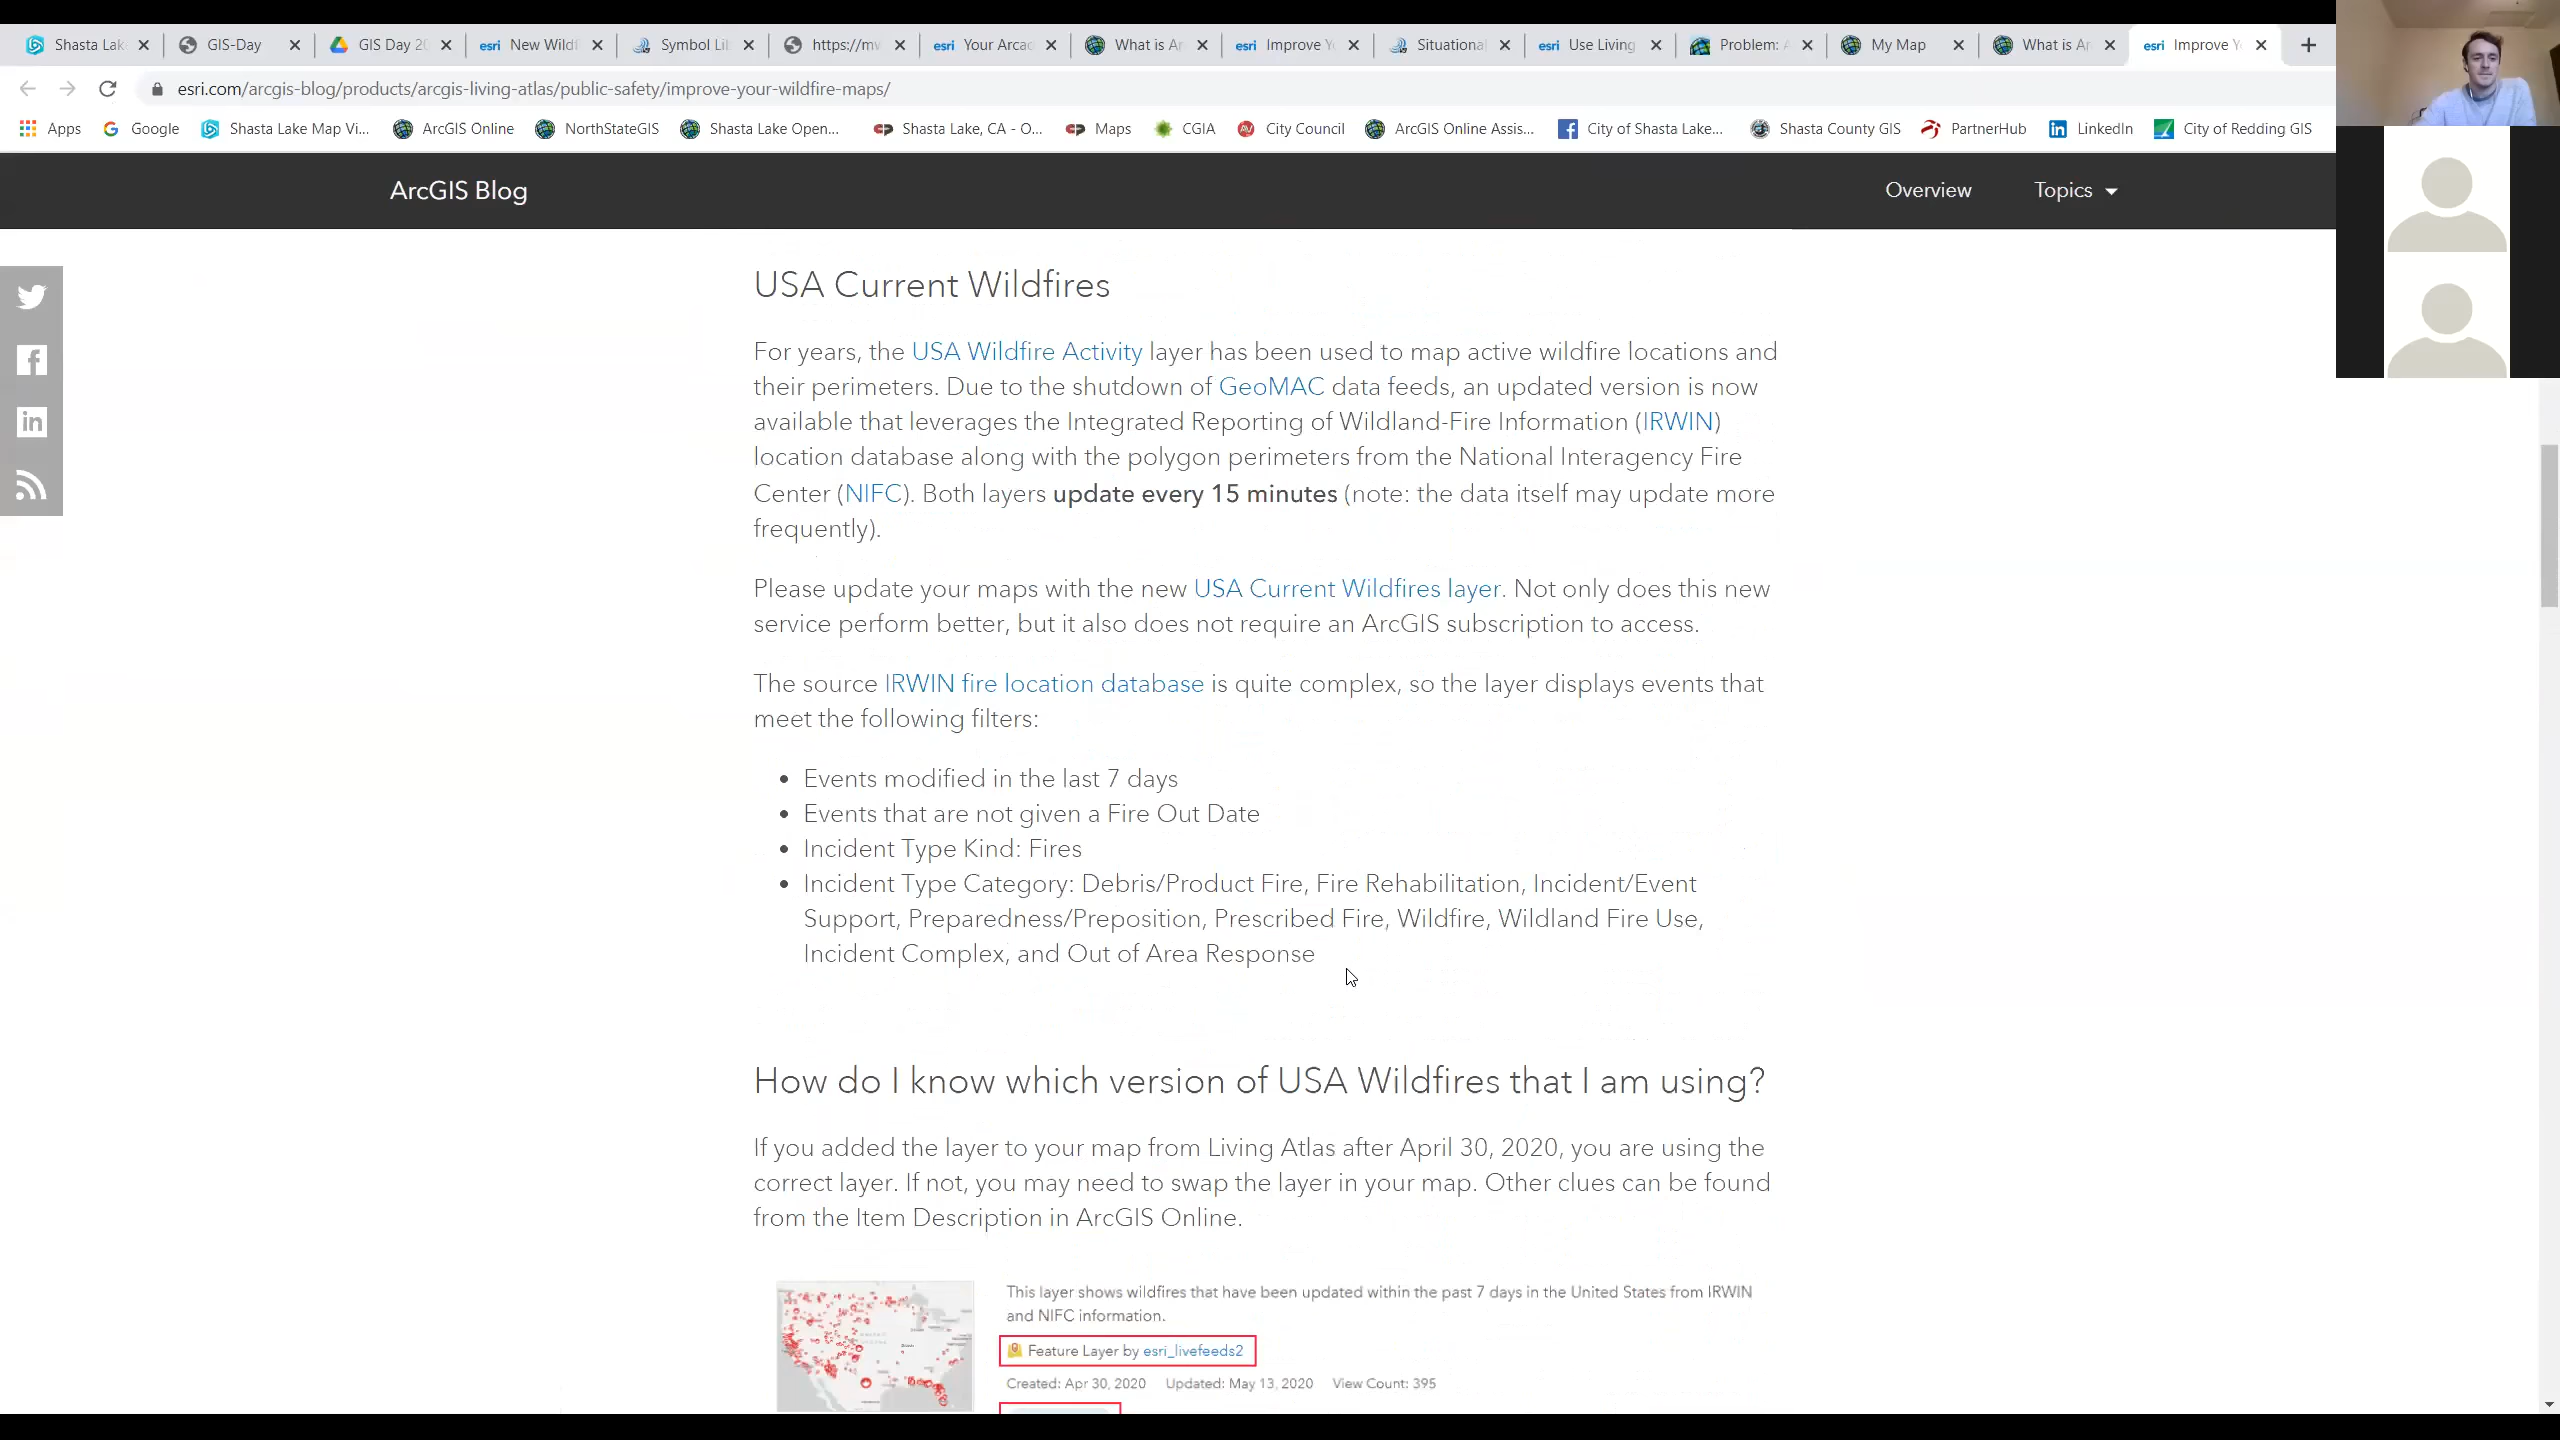 Shasta Lak
GIS-Day
GIS Day 20
esri New Wildf
Symbol Lib
https://mw
esri Your Arcad
What is Ar
esri Improve Y
Situational
esri Use Living
Problem: A
My Map
What is Ar
esri Improve Y
esri.com/arcgis-blog/products/arcgis-living-atlas/public-safety/improve-your-wildfire-maps/
Apps Google Shasta Lake Map Vi... ArcGIS Online NorthStateGIS Shasta Lake Open... Shasta Lake, CA - O... Maps CGIA City Council ArcGIS Online Assis... City of Shasta Lake... Shasta County GIS PartnerHub LinkedIn City of Redding GIS
ArcGIS Blog
Overview
Topics
USA Current Wildfires
For years, the USA Wildfire Activity layer has been used to map active wildfire locations and
their perimeters. Due to the shutdown of GeoMAC data feeds, an updated version is now
available that leverages the Integrated Reporting of Wildland-Fire Information (IRWIN)
location database along with the polygon perimeters from the National Interagency Fire
Center (NIFC). Both layers update every 15 minutes (note: the data itself may update more
frequently).
Please update your maps with the new USA Current Wildfires layer. Not only does this new
service perform better, but it also does not require an ArcGIS subscription to access.
The source IRWIN fire location database is quite complex, so the layer displays events that
meet the following filters:
• Events modified in the last 7 days
• Events that are not given a Fire Out Date
• Incident Type Kind: Fires
• Incident Type Category: Debris/Product Fire, Fire Rehabilitation, Incident/Event
Support, Preparedness/Preposition, Prescribed Fire, Wildfire, Wildland Fire Use,
Incident Complex, and Out of Area Response
How do I know which version of USA Wildfires that I am using?
If you added the layer to your map from Living Atlas after April 30, 2020, you are using the
correct layer. If not, you may need to swap the layer in your map. Other clues can be found
from the Item Description in ArcGIS Online.
This layer shows wildfires that have been updated within the past 7 days in the United States from IRWIN
and NIFC information.
Feature Layer by esri_livefeeds2
Created: Apr 30, 2020 Updated: May 13, 2020 View Count: 395